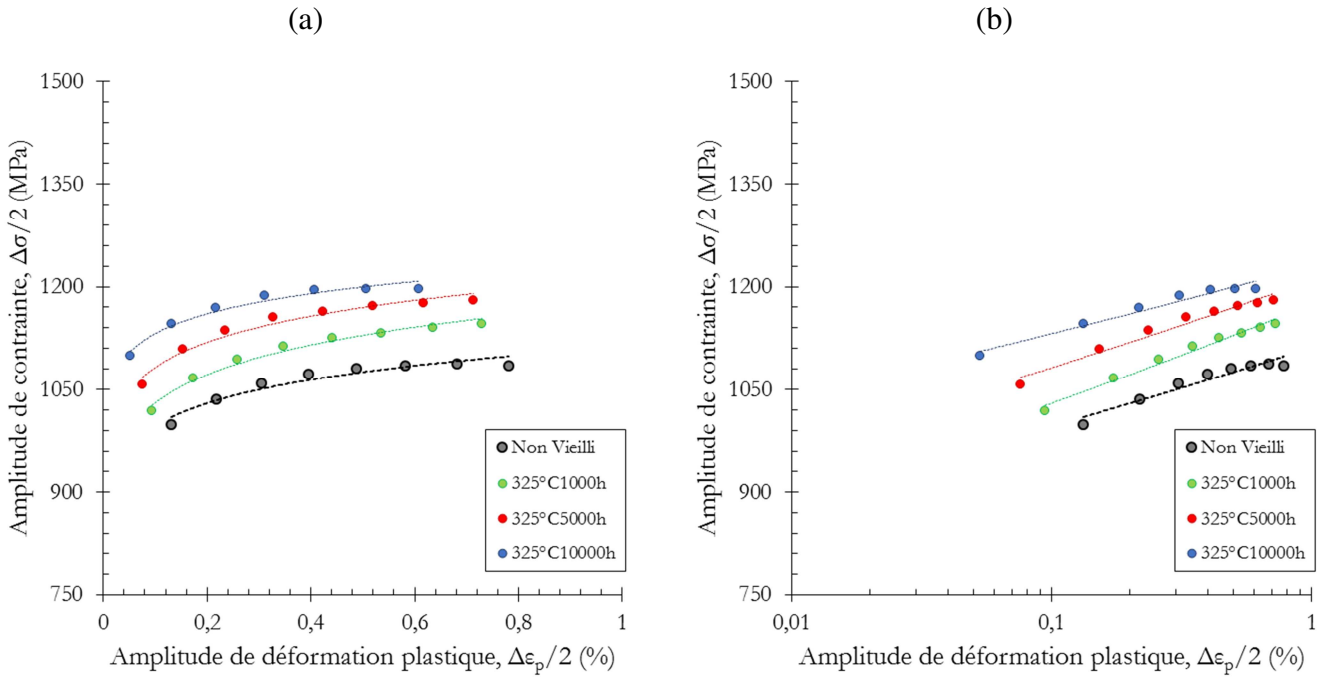 (a)
(b)
Amplitude de contrainte, Δσ/2 (MPa)
1500
1350
1200
1050
900
750
0
0,2
0,4
0,6
0,8
1
Amplitude de déformation plastique, Δεp/2 (%)
Non Vieilli
325°C1000h
325°C5000h
325°C10000h
Amplitude de contrainte, Δσ/2 (MPa)
1500
1350
1200
1050
900
750
0,01
0,1
1
Amplitude de déformation plastique, Δεp/2 (%)
Non Vieilli
325°C1000h
325°C5000h
325°C10000h